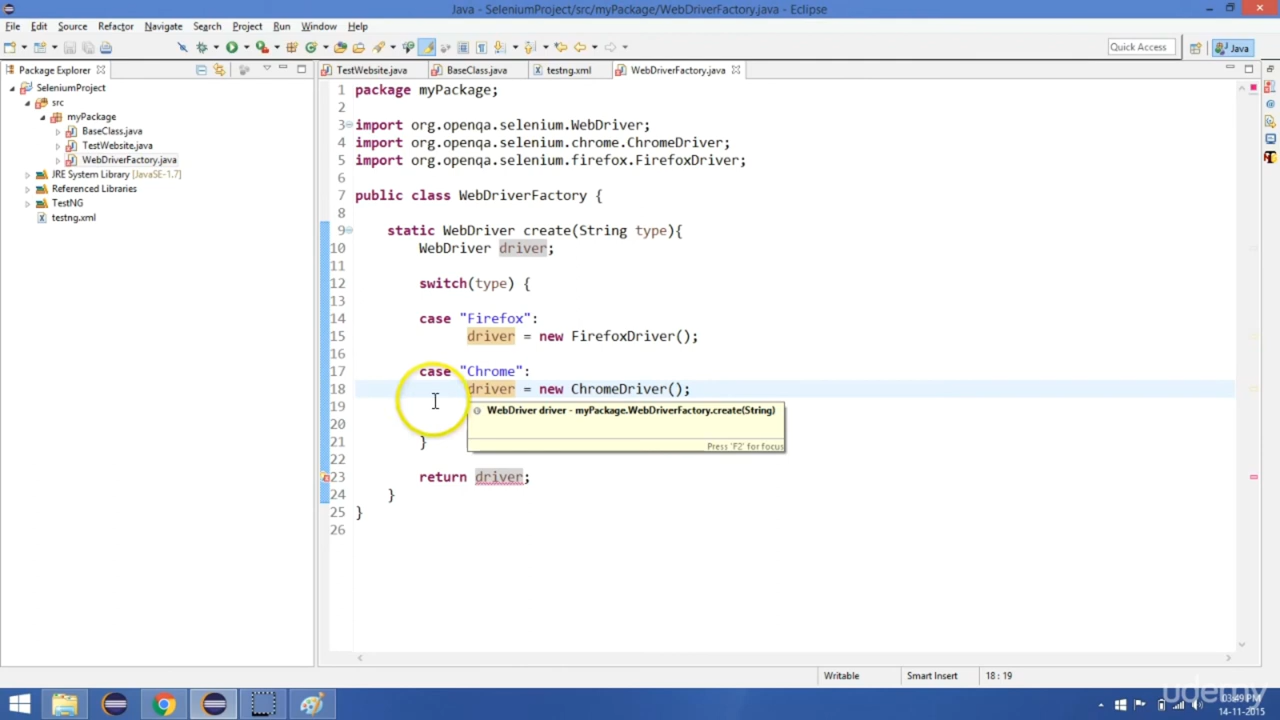 Java - SeleniumProject/src/myPackage/WebDriverFactory.java - Eclipse
File Edit Source Refactor Navigate Search Project Run Window Help
Quick Access Java
Package Explorer TestWebsite.java BaseClass.java testng.xml WebDriverFactory.java
SeleniumProject
src
myPackage
BaseClass.java
TestWebsite.java
WebDriverFactory.java
JRE System Library [JavaSE-1.7]
Referenced Libraries
TestNG
testng.xml
1 package myPackage;
2
3 import org.openqa.selenium.WebDriver;
4 import org.openqa.selenium.chrome.ChromeDriver;
5 import org.openqa.selenium.firefox.FirefoxDriver;
6
7 public class WebDriverFactory {
8
9 static WebDriver create(String type){
10 WebDriver driver;
11
12 switch(type) {
13
14 case "Firefox":
15 driver = new FirefoxDriver();
16
17 case "Chrome":
18 driver = new ChromeDriver();
19
WebDriver driver - myPackage.WebDriverFactory.create(String)
20
21 }
Press 'F2' for focus
22
23 return driver;
24 }
25 }
26
Writable Smart Insert 18 : 19
udemy
03:49 PM
14-11-2015